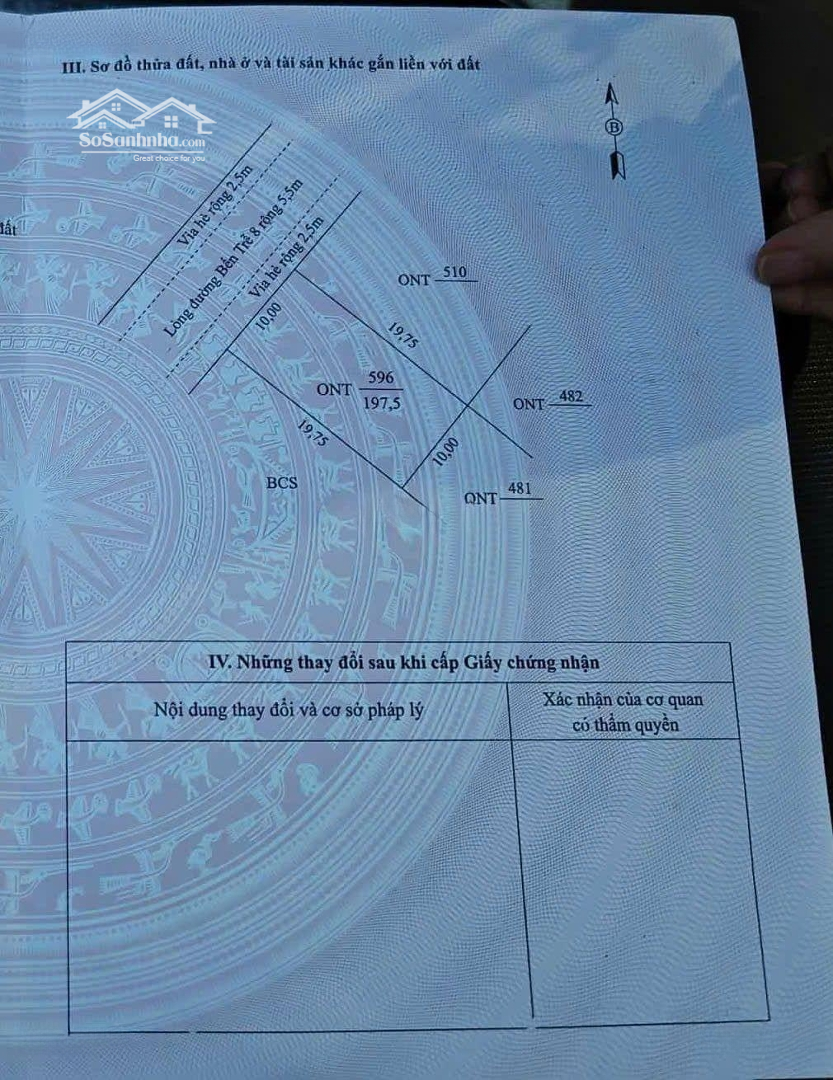 III. Sơ đồ thửa đất, nhà ở và tài sản khác gắn liền với đất
SoSanhnha.com
Great choice for you
B
đất
Vỉa hè rộng 2,5m
Lòng đường Bến Trễ 8 rộng 5,5m
Vỉa hè rộng 2,5m
ONT 510
10,00
19,75
ONT 596
197,5
ONT 482
19,75
10,00
BCS
ONT 481
IV. Những thay đổi sau khi cấp Giấy chứng nhận
Nội dung thay đổi và cơ sở pháp lý
Xác nhận của cơ quan
có thẩm quyền